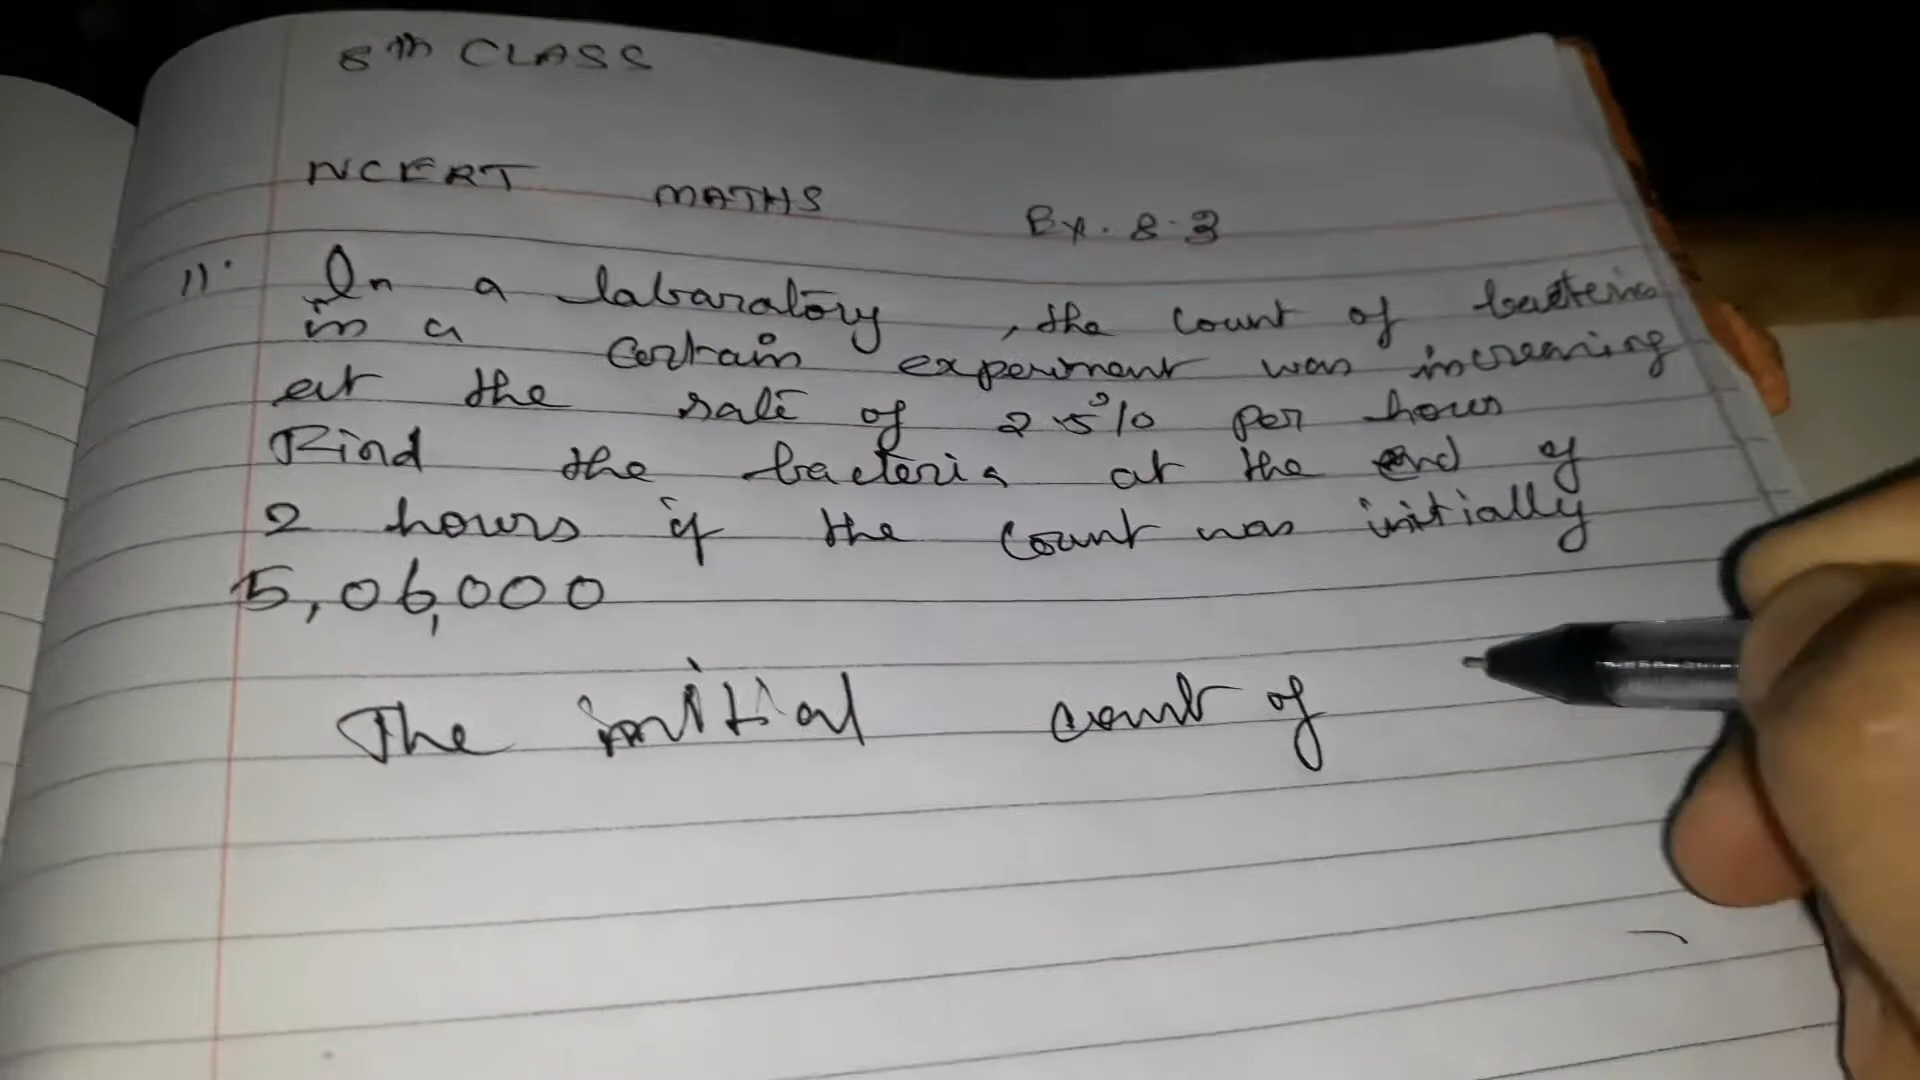 8th CLASS
NCERT MATHS Ex. 8.3
11. In a labaratory, the count of bacteria
in a certain experiment was increasing
at the rate of 2.5% per hour
Find the bacteria at the end of
2 hours if the count was initially
5,06,000
The initial count of